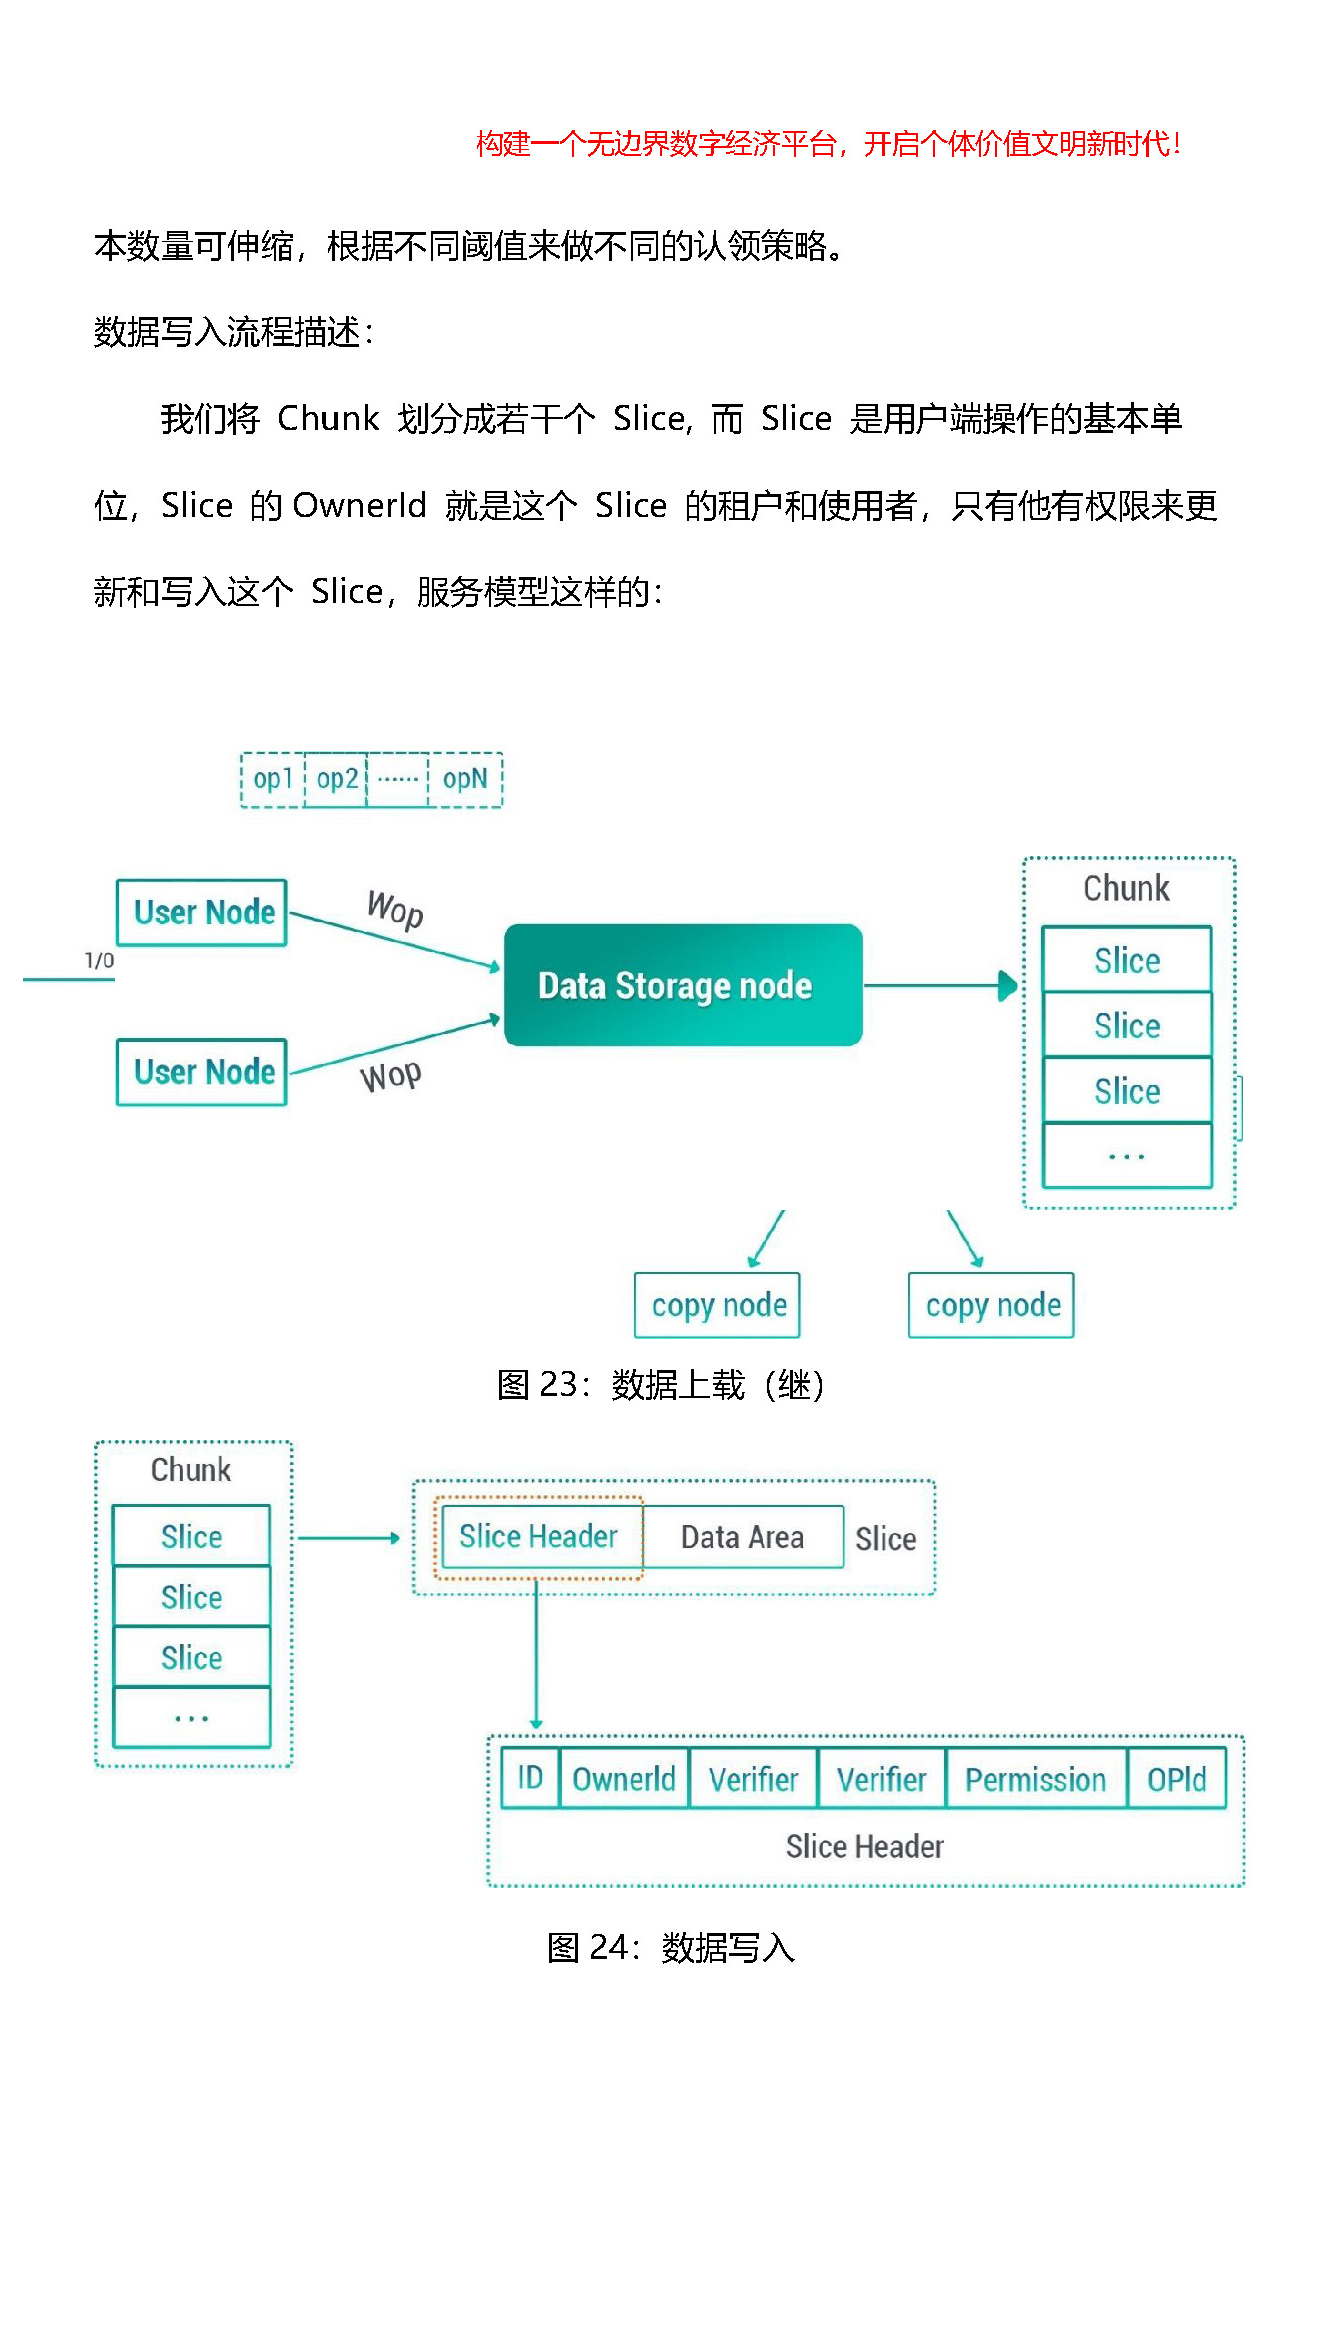 构建一个无边界数字经济平台，开启个体价值文明新时代！
本数量可伸缩，根据不同阈值来做不同的认领策略。
数据写入流程描述：
我们将 Chunk 划分成若干个 Slice, 而 Slice 是用户端操作的基本单
位，Slice 的 OwnerId 就是这个 Slice 的租户和使用者，只有他有权限来更
新和写入这个 Slice，服务模型这样的：
op1 op2 ...... opN
User Node
Wop
1/0
User Node
Wop
Data Storage node
Chunk
Slice
Slice
Slice
...
copy node copy node
图 23：数据上载（继）
Chunk
Slice
Slice
Slice
...
Slice Header Data Area Slice
ID OwnerId Verifier Verifier Permission OPId
Slice Header
图 24：数据写入